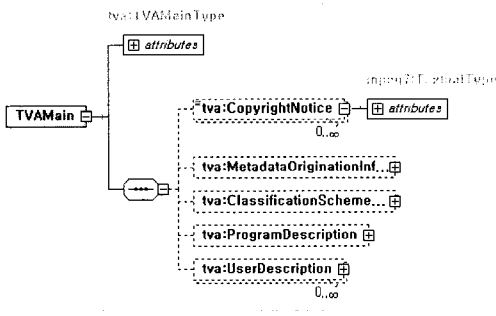 tva:TVAMainType
attributes
TVAMain
tva:CopyrightNotice
attributes
0..∞
tva:MetadataOriginationInf...
tva:ClassificationScheme...
tva:ProgramDescription
tva:UserDescription
0..∞